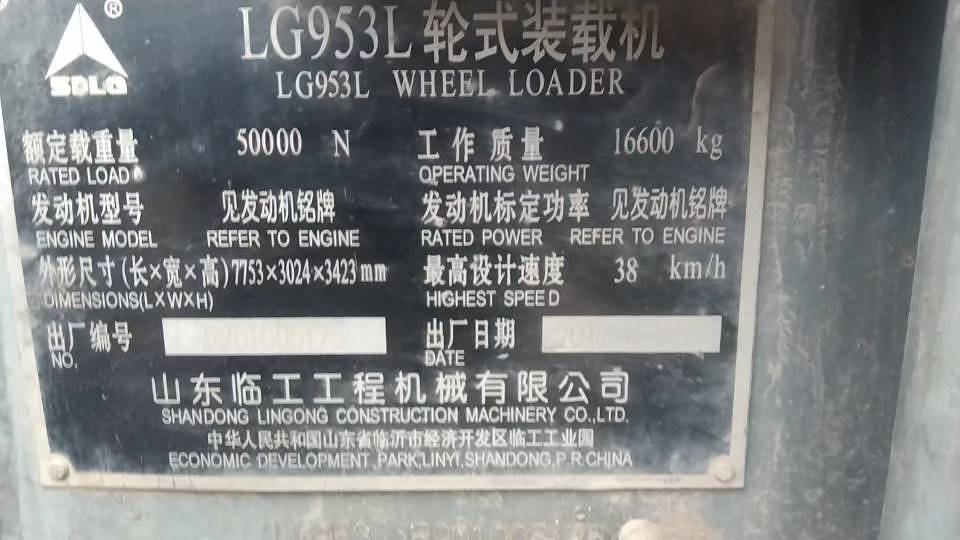 ®
SDLG
LG953L 轮式装载机
LG953L WHEEL LOADER
额定载重量 50000 N 工作质量 16600 kg
RATED LOAD OPERATING WEIGHT
发动机型号 见发动机铭牌 发动机标定功率 见发动机铭牌
ENGINE MODEL REFER TO ENGINE RATED POWER REFER TO ENGINE
外形尺寸(长×宽×高) 7753×3024×3423 mm 最高设计速度 38 km/h
DIMENSIONS(L×W×H) HIGHEST SPEED
出厂编号 出厂日期
NO. DATE
山东临工工程机械有限公司
SHANDONG LINGONG CONSTRUCTION MACHINERY CO.,LTD.
中华人民共和国山东省临沂市经济开发区临工工业园
ECONOMIC DEVELOPMENT PARK,LINYI,SHANDONG,P.R.CHINA